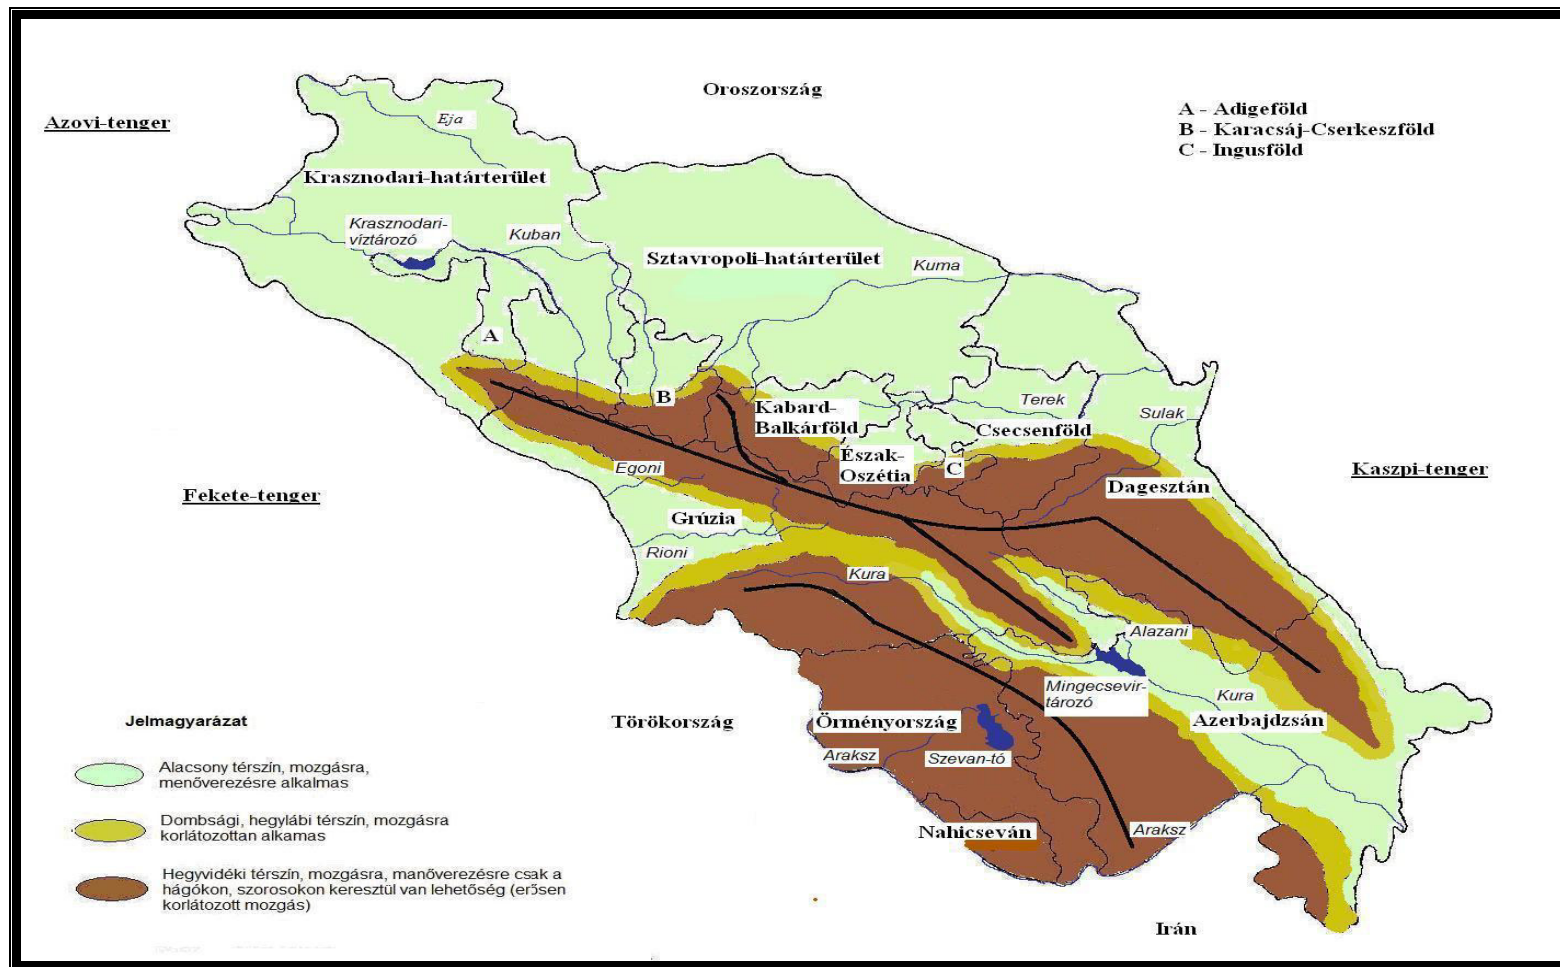 Oroszország
Azovi-tenger
A - Adigeföld
B - Karacsáj-Cserkeszföld
C - Ingusföld
Eja
Krasznodari-határterület
Krasznodari-
víztározó
Kuban
Sztavropoli-határterület
Kuma
A
B
Kabard-
Balkárföld
Terek
Sulak
Csecsenföld
Észak-
Oszétia
C
Egoni
Dagesztán
Kaszpi-tenger
Fekete-tenger
Grúzia
Rioni
Kura
Alazani
Mingecsevir-
tározó
Kura
Azerbajdzsán
Törökország
Örményország
Araksz
Szevan-tó
Nahicseván
Araksz
Irán
Jelmagyarázat
Alacsony térszín, mozgásra,
menőverezésre alkalmas
Dombsági, hegylábi térszín, mozgásra
korlátozottan alkamas
Hegyvidéki térszín, mozgásra, manőverezésre csak a
hágókon, szorosokon keresztül van lehetőség (erősen
korlátozott mozgás)